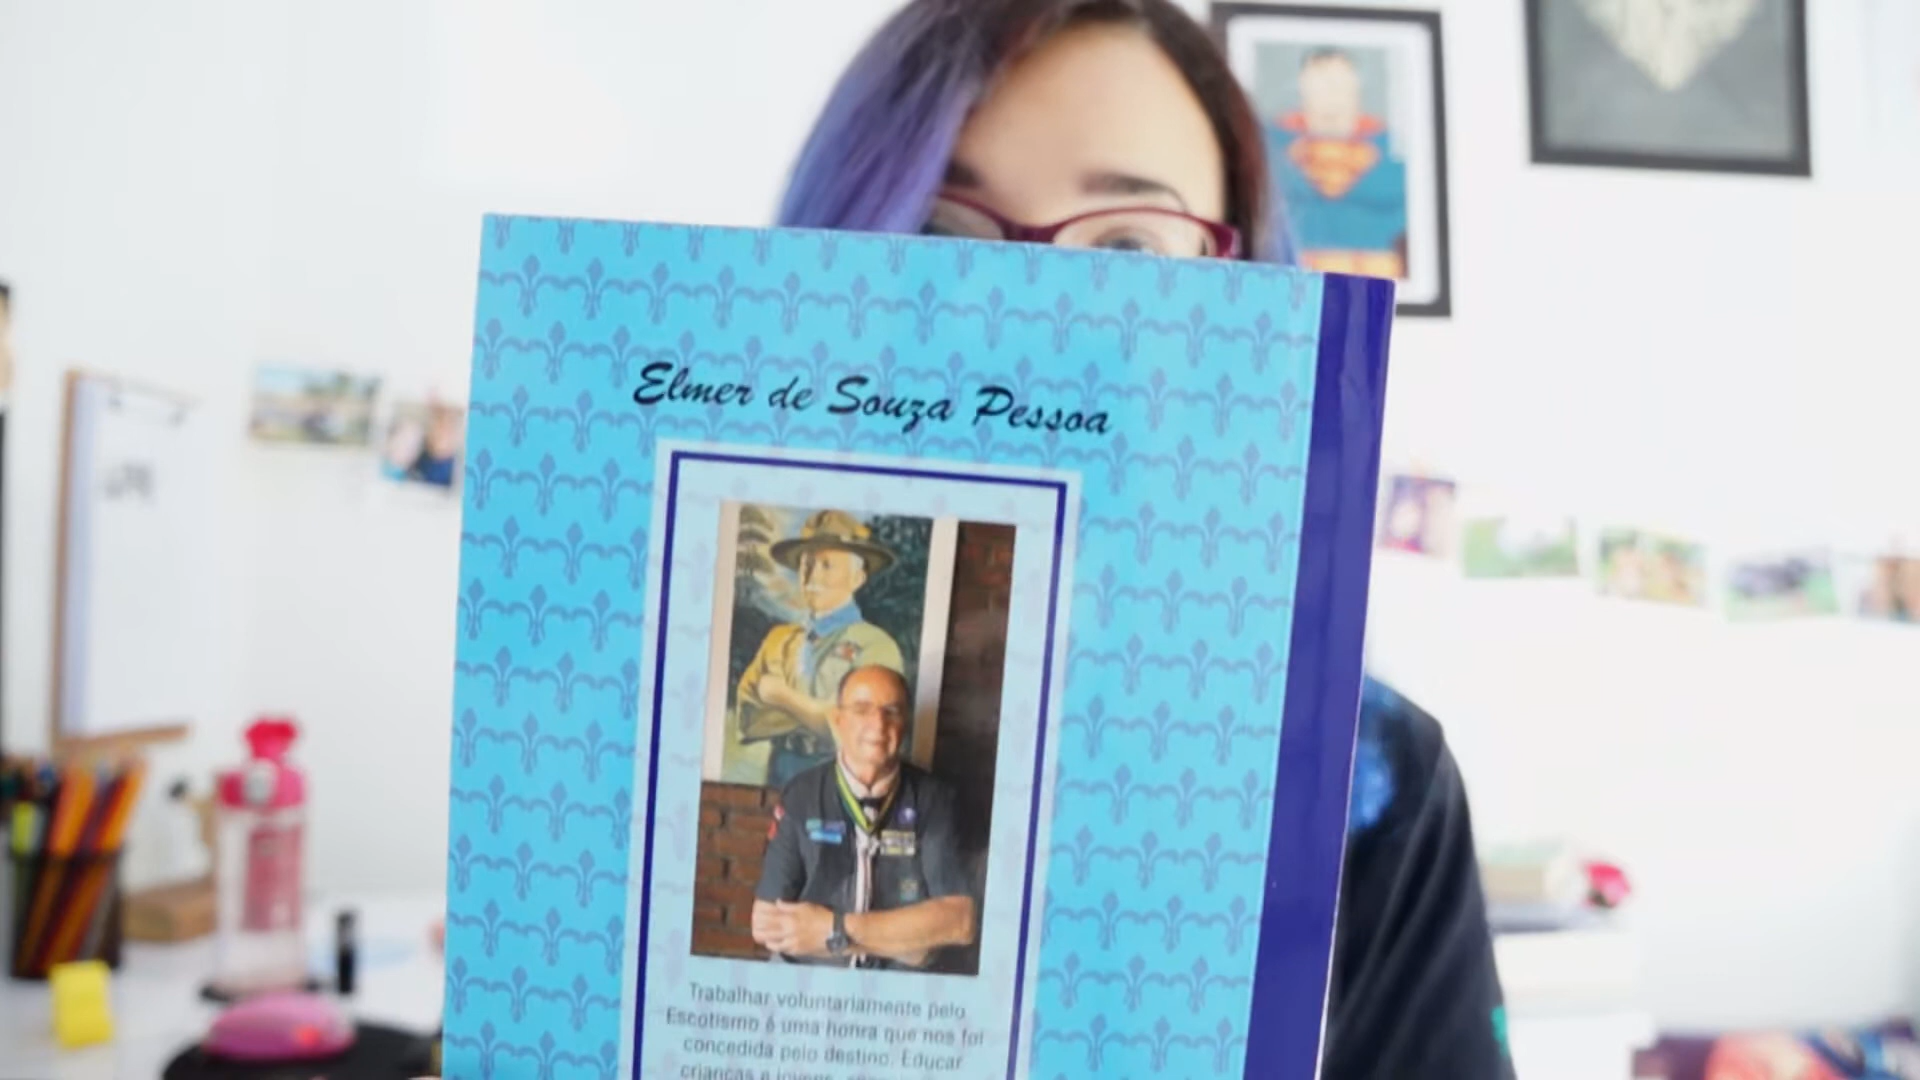 Elmer de Souza Pessoa
Trabalhar voluntariamente pelo
Escotismo é uma honra que nos foi
concedida pelo destino. Educar
crianças e jovens,